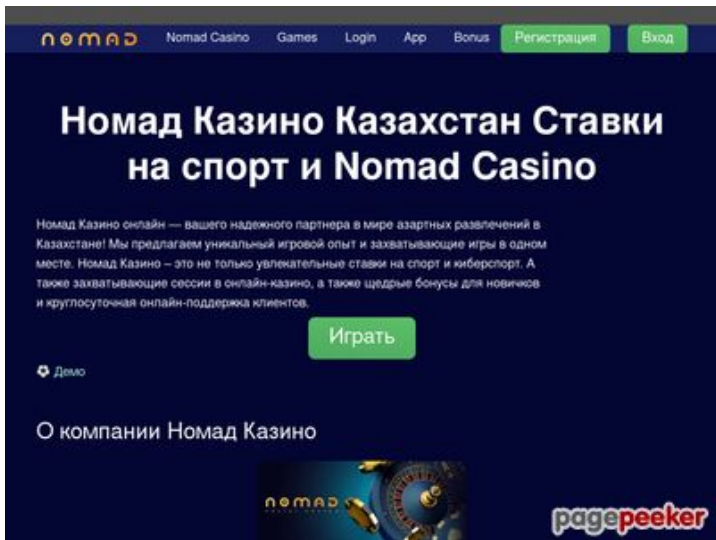 NOMAD Nomad Casino Games Login App Bonus Регистрация Вход
Номад Казино Казахстан Ставки
на спорт и Nomad Casino
Номад Казино онлайн — вашего надежного партнера в мире азартных развлечений в
Казахстане! Мы предлагаем уникальный игровой опыт и захватывающие игры в одном
месте. Номад Казино – это не только увлекательные ставки на спорт и киберспорт. А
также захватывающие сессии в онлайн-казино, а также щедрые бонусы для новичков
и круглосуточная онлайн-поддержка клиентов.
Играть
Демо
О компании Номад Казино
NOMAD
pagepeeker